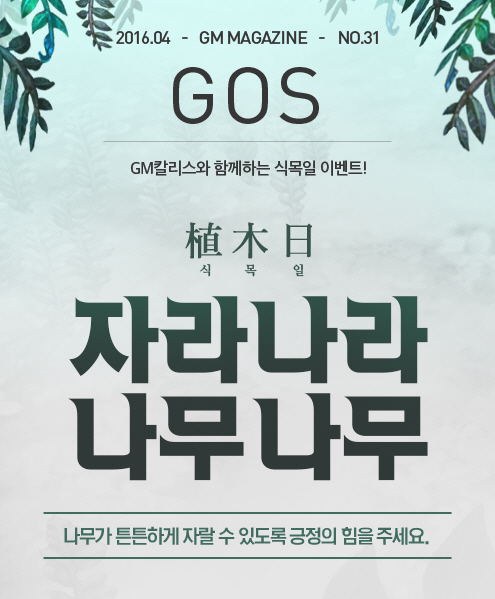 2016.04 - GM MAGAZINE - NO.31
GOS
GM칼리스와 함께하는 식목일 이벤트!
植木日
식 목 일
자라나라
나무나무
나무가 튼튼하게 자랄 수 있도록 긍정의 힘을 주세요.